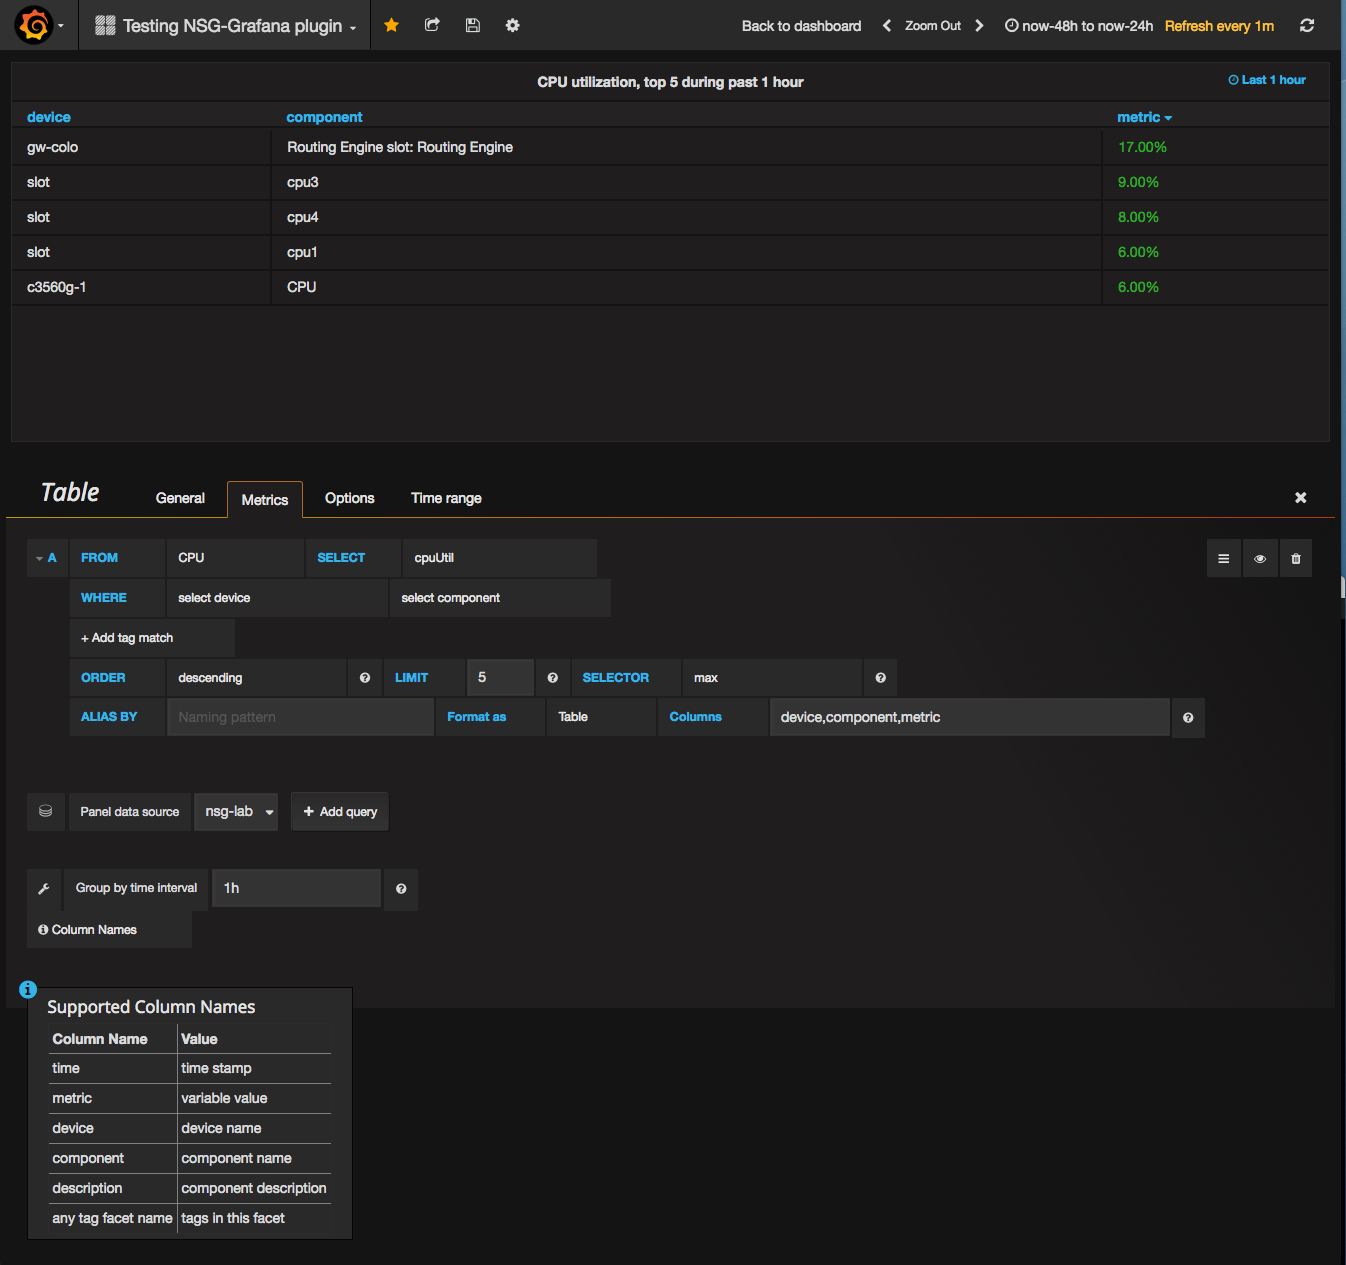 Testing NSG-Grafana plugin
Back to dashboard Zoom Out now-48h to now-24h Refresh every 1m
CPU utilization, top 5 during past 1 hour
Last 1 hour
device component metric
gw-colo Routing Engine slot: Routing Engine 17.00%
slot cpu3 9.00%
slot cpu4 8.00%
slot cpu1 6.00%
c3560g-1 CPU 6.00%
Table General Metrics Options Time range
A FROM CPU SELECT cpuUtil
WHERE select device select component
+ Add tag match
ORDER descending LIMIT 5 SELECTOR max
ALIAS BY Naming pattern Format as Table Columns device,component,metric
Panel data source nsg-lab + Add query
Group by time interval 1h
Column Names
Supported Column Names
Column Name Value
time time stamp
metric variable value
device device name
component component name
description component description
any tag facet name tags in this facet